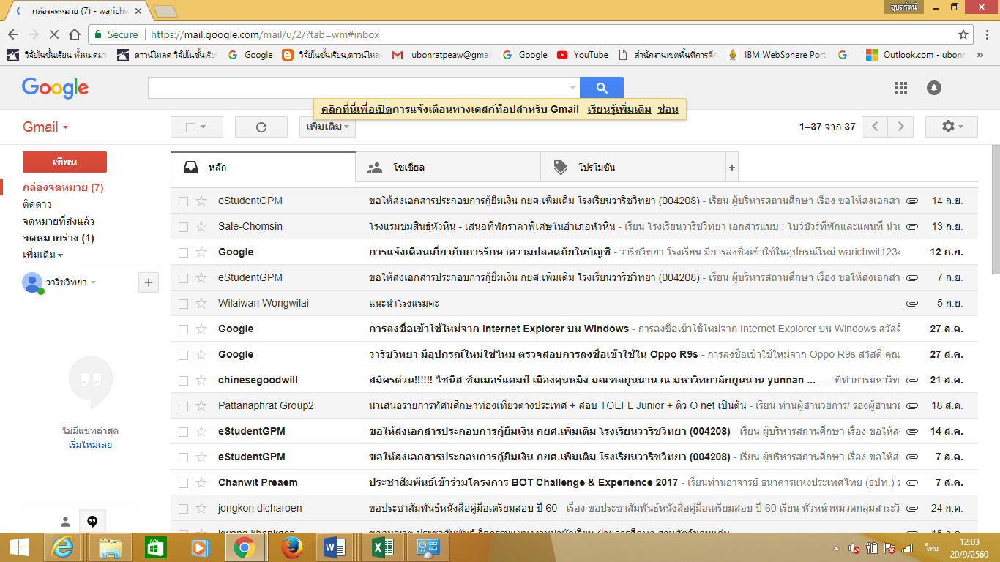 กล่องจดหมาย (7) - warichw
อุบลรัตน์
Secure https://mail.google.com/mail/u/2/?tab=wm#inbox
วิจัยในชั้นเรียน ทั้งหมดมา ดาวน์โหลด วิจัยในชั้นเรีย Google วิจัยในชั้นเรียน,ดาวน์โหล ubonratpeaw@gma Google YouTube สำนักงานเขตพื้นที่การศึก IBM WebSphere Port Outlook.com - ubonr »
Google
คลิกที่นี่เพื่อเปิดการแจ้งเตือนทางเดสก์ท็อปสำหรับ Gmail เรียนรู้เพิ่มเติม ซ่อน
Gmail
เพิ่มเติม
1–37 จาก 37
เขียน
กล่องจดหมาย (7)
ติดดาว
จดหมายที่ส่งแล้ว
จดหมายร่าง (1)
เพิ่มเติม
วาริชวิทยา +
ไม่มีแชทล่าสุด
เริ่มใหม่เลย
หลัก โซเชียล โปรโมชัน +
eStudentGPM ขอให้ส่งเอกสารประกอบการกู้ยืมเงิน กยศ.เพิ่มเติม โรงเรียนวาริชวิทยา (004208) - เรียน ผู้บริหารสถานศึกษา เรื่อง ขอให้ส่งเอกสา 14 ก.ย.
Sale-Chomsin โรงแรมชมสินธุ์หัวหิน - เสนอที่พักราคาพิเศษในอำเภอหัวหิน - เรียน โรงเรียนวาริชวิทยา เอกสารแนบ : โบว์ชัวร์ที่พักและแผนที่ นำเ 13 ก.ย.
Google การแจ้งเตือนเกี่ยวกับการรักษาความปลอดภัยในบัญชี - วาริชวิทยา โรงเรียน มีการลงชื่อเข้าใช้ในอุปกรณ์ใหม่ warichwit1234 12 ก.ย.
eStudentGPM ขอให้ส่งเอกสารประกอบการกู้ยืมเงิน กยศ.เพิ่มเติม โรงเรียนวาริชวิทยา (004208) - เรียน ผู้บริหารสถานศึกษา เรื่อง ขอให้ส่งเอกสา 7 ก.ย.
Wilaiwan Wongwilai แนะนำโรงแรมค่ะ 5 ก.ย.
Google การลงชื่อเข้าใช้ใหม่จาก Internet Explorer บน Windows - การลงชื่อเข้าใช้ใหม่จาก Internet Explorer บน Windows สวัสดี 27 ส.ค.
Google วาริชวิทยา มีอุปกรณ์ใหม่ใช่ไหม ตรวจสอบการลงชื่อเข้าใช้ใน Oppo R9s - การลงชื่อเข้าใช้ใหม่จาก Oppo R9s สวัสดี คุณ 27 ส.ค.
chinesegoodwill สมัครด่วน!!!!!! ไชนีส ซัมเมอร์แคมป์ เมืองคุนหมิง มณฑลยูนนาน ณ มหาวิทยาลัยยูนนาน yunnan ... - -- ที่ทำการมหาวิท 21 ส.ค.
Pattanaphrat Group2 นำเสนอรายการทัศนศึกษาท่องเที่ยวต่างประเทศ + สอบ TOEFL Junior + ติว O net เป็นต้น - เรียน ท่านผู้อำนวยการ/ รองผู้อำนวย 18 ส.ค.
eStudentGPM ขอให้ส่งเอกสารประกอบการกู้ยืมเงิน กยศ.เพิ่มเติม โรงเรียนวาริชวิทยา (004208) - เรียน ผู้บริหารสถานศึกษา เรื่อง ขอให้ส่ 14 ส.ค.
eStudentGPM ขอให้ส่งเอกสารประกอบการกู้ยืมเงิน กยศ.เพิ่มเติม โรงเรียนวาริชวิทยา (004208) - เรียน ผู้บริหารสถานศึกษา เรื่อง ขอให้ส่ 7 ส.ค.
Chanwit Preaem ประชาสัมพันธ์เข้าร่วมโครงการ BOT Challenge & Experience 2017 - เรียนท่านอาจารย์ ธนาคารแห่งประเทศไทย (ธปท.) ข 7 ส.ค.
jongkon dicharoen ขอประชาสัมพันธ์หนังสือคู่มือเตรียมสอบ ปี 60 - เรื่อง ขอประชาสัมพันธ์หนังสือคู่มือเตรียมสอบ ปี 60 เรียน หัวหน้าหมวดกลุ่มสาระวิ 24 ก.ค.
ไทย
12:03
20/9/2560